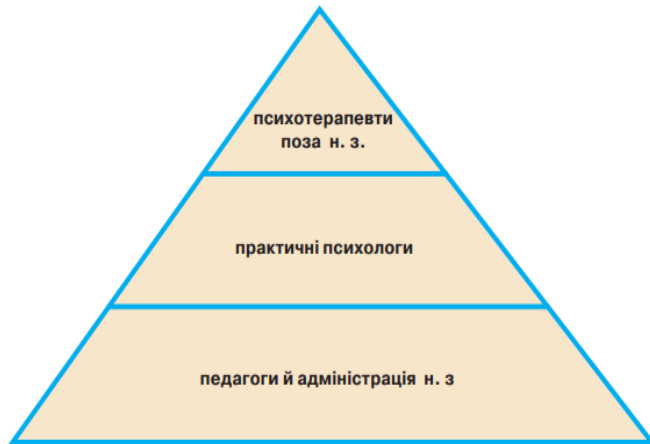 психотерапевти
поза н. з.
практичні психологи
педагоги й адміністрація н. з